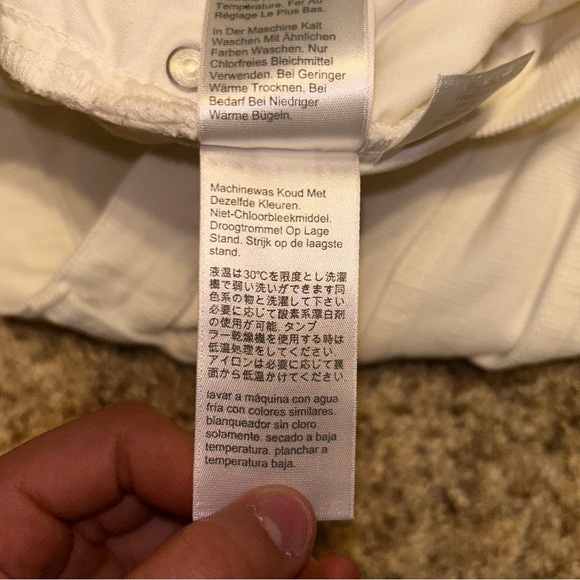 Température. Fer Au
Réglage Le Plus Bas.
In Der Maschine Kalt
Waschen Mit Ähnlichen
Farben Waschen. Nur
Chlorfreies Bleichmittel
Verwenden. Bei Geringer
Wärme Trocknen. Bei
Bedarf Bei Niedriger
Wärme Bügeln.
Machinewas Koud Met
Dezelfde Kleuren.
Niet-Chloorbleekmiddel.
Droogtrommel Op Lage
Stand. Strijk op de laagste
stand.
液温は30℃を限度とし洗濯
機で弱い洗いができます同
色系の物と洗濯して下さい.
必要に応じて酸素系漂白剤
の使用が可能. タンブ
ラー乾燥機を使用する時は
低温処理をしてください.
アイロンは必要に応じて裏
面から低温かけてください.
lavar a máquina con agua
fría con colores similares.
blanqueador sin cloro
solamente. secado a baja
temperatura. planchar a
temperatura baja.